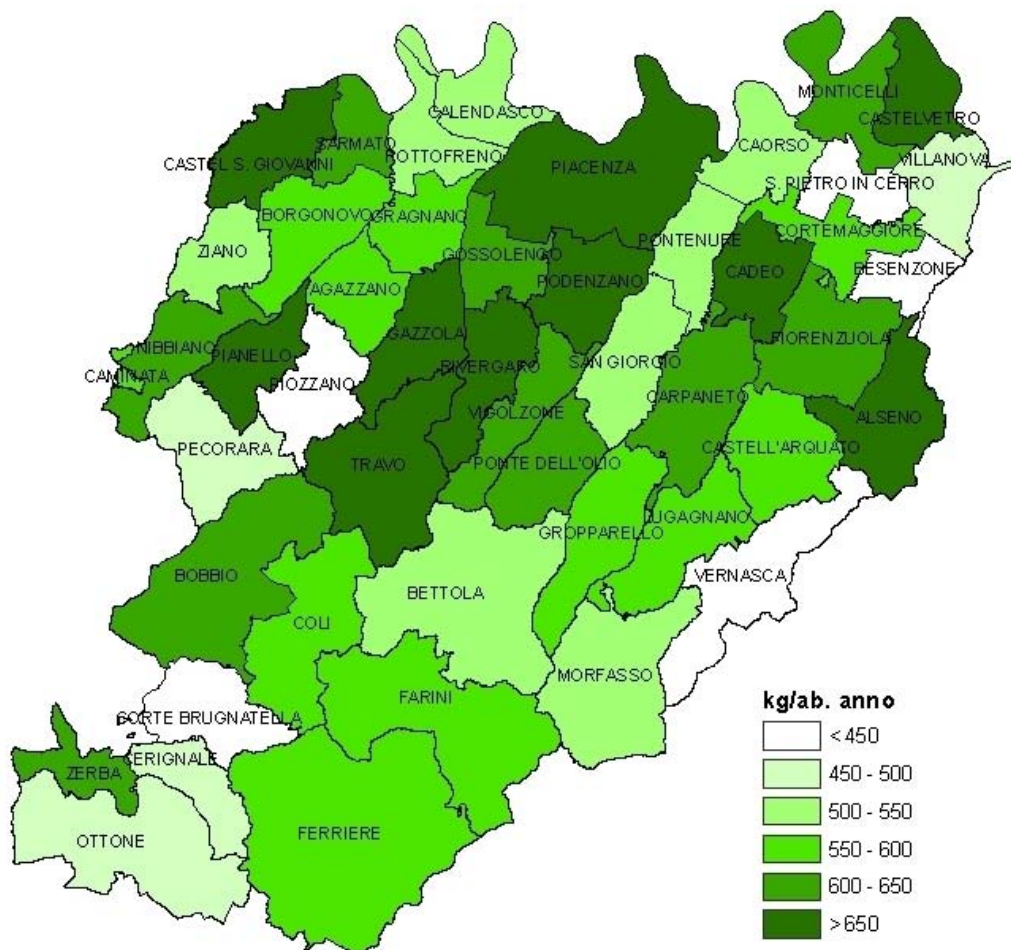 MONTICELLI
CALENDASCO
CASTELVETRO
SARMATO
CAORSO
ROTTOFRENO
CASTEL S. GIOVANNI
PIACENZA
VILLANOVA
S. PIETRO IN CERRO
BORGONOVO
GRAGNANO
CORTEMAGGIORE
PONTENURE
ZIANO
GOSSOLENGO
BESENZONE
CADEO
PODENZANO
AGAZZANO
GAZZOLA
FIORENZUOLA
NIBBIANO
PIANELLO
RIVERGARO
SAN GIORGIO
CAMINATA
PIOZZANO
CARPANETO
VIGOLZONE
ALSENO
PECORARA
CASTELL'ARQUATO
TRAVO
PONTE DELL'OLIO
LUGAGNANO
GROPPARELLO
BOBBIO
VERNASCA
BETTOLA
COLI
MORFASSO
FARINI
CORTE BRUGNATELLA
CERIGNALE
ZERBA
FERRIERE
OTTONE
kg/ab. anno
<450
450 - 500
500 - 550
550 - 600
600 - 650
>650